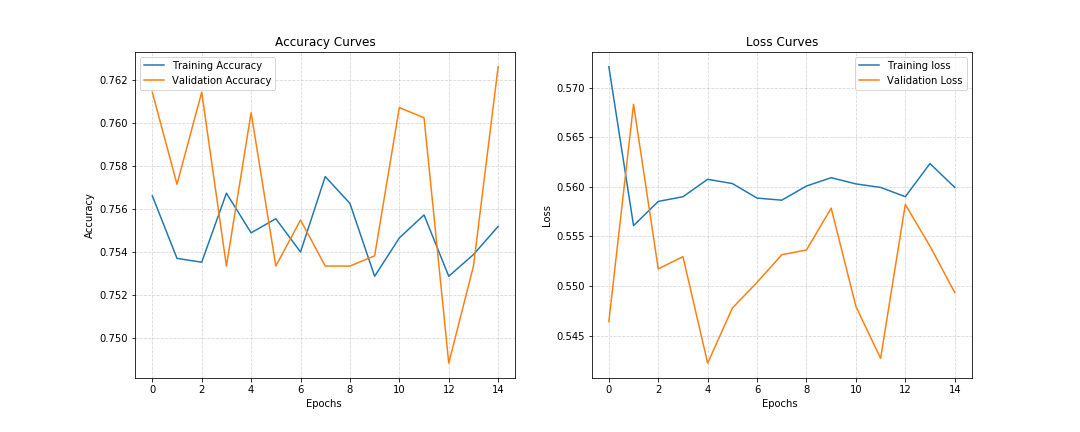 Accuracy Curves
Training Accuracy
Validation Accuracy
0.762
0.760
0.758
0.756
0.754
0.752
0.750
Accuracy
0 2 4 6 8 10 12 14
Epochs
Loss Curves
Training loss
Validation Loss
0.570
0.565
0.560
0.555
0.550
0.545
Loss
0 2 4 6 8 10 12 14
Epochs